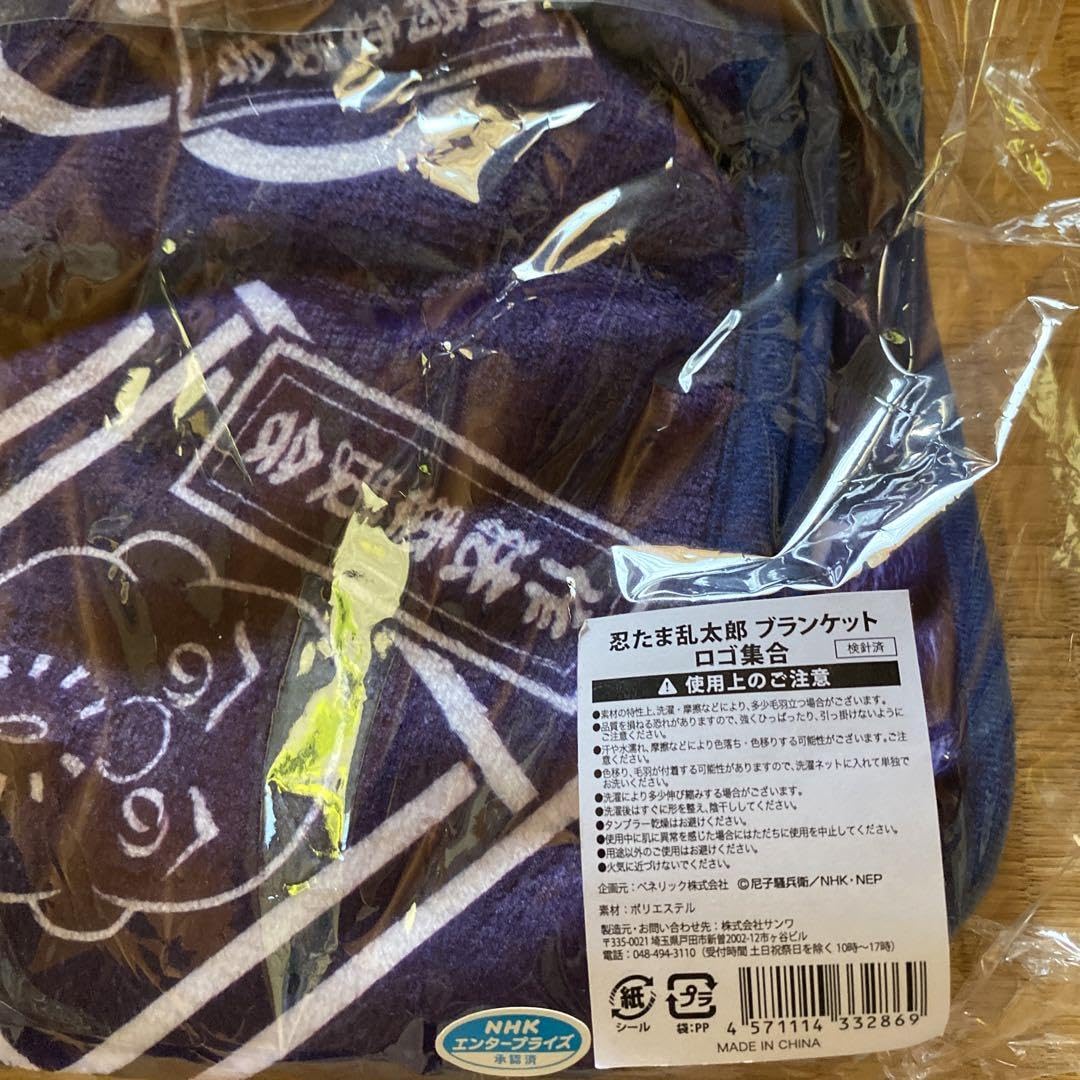 忍たま乱太郎 ブランケット
ロゴ集合
検針済
使用上のご注意
●素材の特性上、洗濯・摩擦などにより、多少毛羽立つ場合がございます。
●品質を損ねる恐れがありますので、強くひっぱったり、引っ掛けないように
ご注意ください。
●汗や水濡れ、摩擦などにより色落ち・色移りする可能性がございます。ご注
意ください。
●色移り、毛羽が付着する可能性がありますので、洗濯ネットに入れて単独で
お洗いください。
●洗濯により多少伸び縮みする場合がございます。
●洗濯後はすぐに形を整え、陰干ししてください。
●タンブラー乾燥はお避けください。
●使用中に肌に異常を感じた場合にはただちに使用を中止してください。
●用途以外のご使用はお避けください。
●火気に近づけないでください。
企画元：ベネリック株式会社 ©尼子騒兵衛／NHK・NEP
素材：ポリエステル
製造元・お問い合わせ先：株式会社サンワ
〒335-0021 埼玉県戸田市新曽2002-12市ヶ谷ビル
電話：048-494-3110（受付時間 土日祝祭日を除く 10時～17時）
紙
シール
プラ
袋：PP
4 571114 332869
MADE IN CHINA
NHK
エンタープライズ
承認済